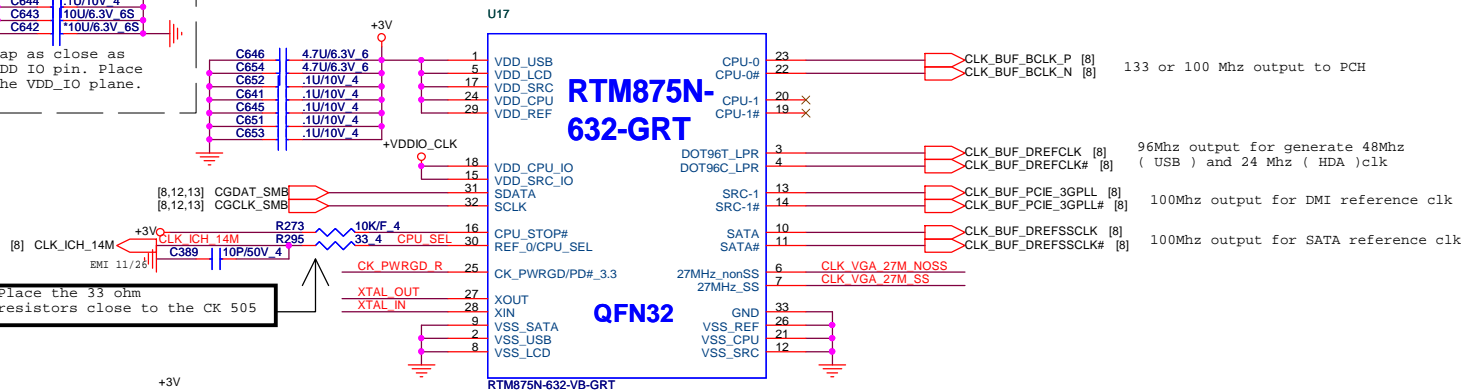 C644 .1U/10V_4
C643 10U/6.3V_6S
C642 *10U/6.3V_6S
ap as close as
DD IO pin. Place
he VDD_IO plane.
+3V
C646 4.7U/6.3V_6
C654 4.7U/6.3V_6
C652 .1U/10V_4
C641 .1U/10V_4
C645 .1U/10V_4
C651 .1U/10V_4
C653 .1U/10V_4
+VDDIO_CLK
[8,12,13] CGDAT_SMB
[8,12,13] CGCLK_SMB
+3V R273 10K/F_4
[8] CLK_ICH_14M CLK_ICH_14M R295 33_4 CPU_SEL
C389 10P/50V_4
EMI 11/26
CK_PWRGD_R
XTAL_OUT
XTAL_IN
Place the 33 ohm
resistors close to the CK 505
+3V
U17
RTM875N-
632-GRT
QFN32
1 VDD_USB
5 VDD_LCD
17 VDD_SRC
24 VDD_CPU
29 VDD_REF
18 VDD_CPU_IO
15 VDD_SRC_IO
31 SDATA
32 SCLK
16 CPU_STOP#
30 REF_0/CPU_SEL
25 CK_PWRGD/PD#_3.3
27 XOUT
28 XIN
9 VSS_SATA
2 VSS_USB
8 VSS_LCD
CPU-0 23 CLK_BUF_BCLK_P [8]
CPU-0# 22 CLK_BUF_BCLK_N [8]
133 or 100 Mhz output to PCH
CPU-1 20
CPU-1# 19
DOT96T_LPR 3 CLK_BUF_DREFCLK [8]
DOT96C_LPR 4 CLK_BUF_DREFCLK# [8]
96Mhz output for generate 48Mhz
( USB ) and 24 Mhz ( HDA )clk
SRC-1 13 CLK_BUF_PCIE_3GPLL [8]
SRC-1# 14 CLK_BUF_PCIE_3GPLL# [8]
100Mhz output for DMI reference clk
SATA 10 CLK_BUF_DREFSSCLK [8]
SATA# 11 CLK_BUF_DREFSSCLK# [8]
100Mhz output for SATA reference clk
27MHz_nonSS 6 CLK_VGA_27M_NOSS
27MHz_SS 7 CLK_VGA_27M_SS
GND 33
VSS_REF 26
VSS_CPU 21
VSS_SRC 12
RTM875N-632-VB-GRT